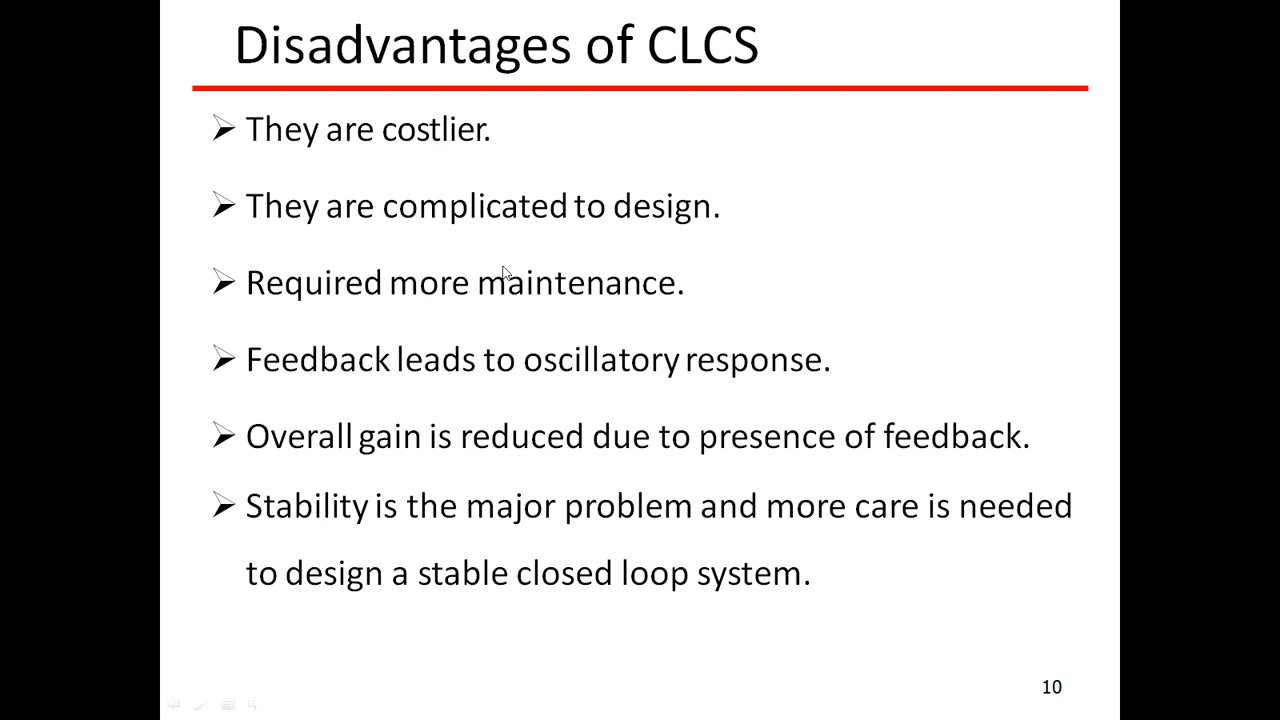 Disadvantages of CLCS
➢ They are costlier.
➢ They are complicated to design.
➢ Required more maintenance.
➢ Feedback leads to oscillatory response.
➢ Overall gain is reduced due to presence of feedback.
➢ Stability is the major problem and more care is needed
to design a stable closed loop system.
10